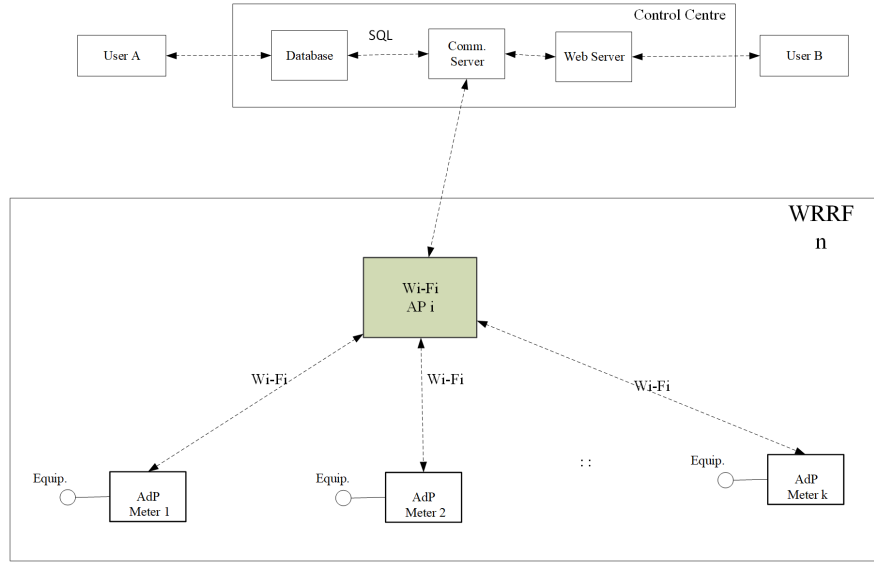 Control Centre
User A
Database
SQL
Comm.
Server
Web Server
User B
WRRF
n
Wi-Fi
AP i
Wi-Fi
Wi-Fi
Wi-Fi
Equip.
AdP
Meter 1
Equip.
AdP
Meter 2
: :
Equip.
AdP
Meter k